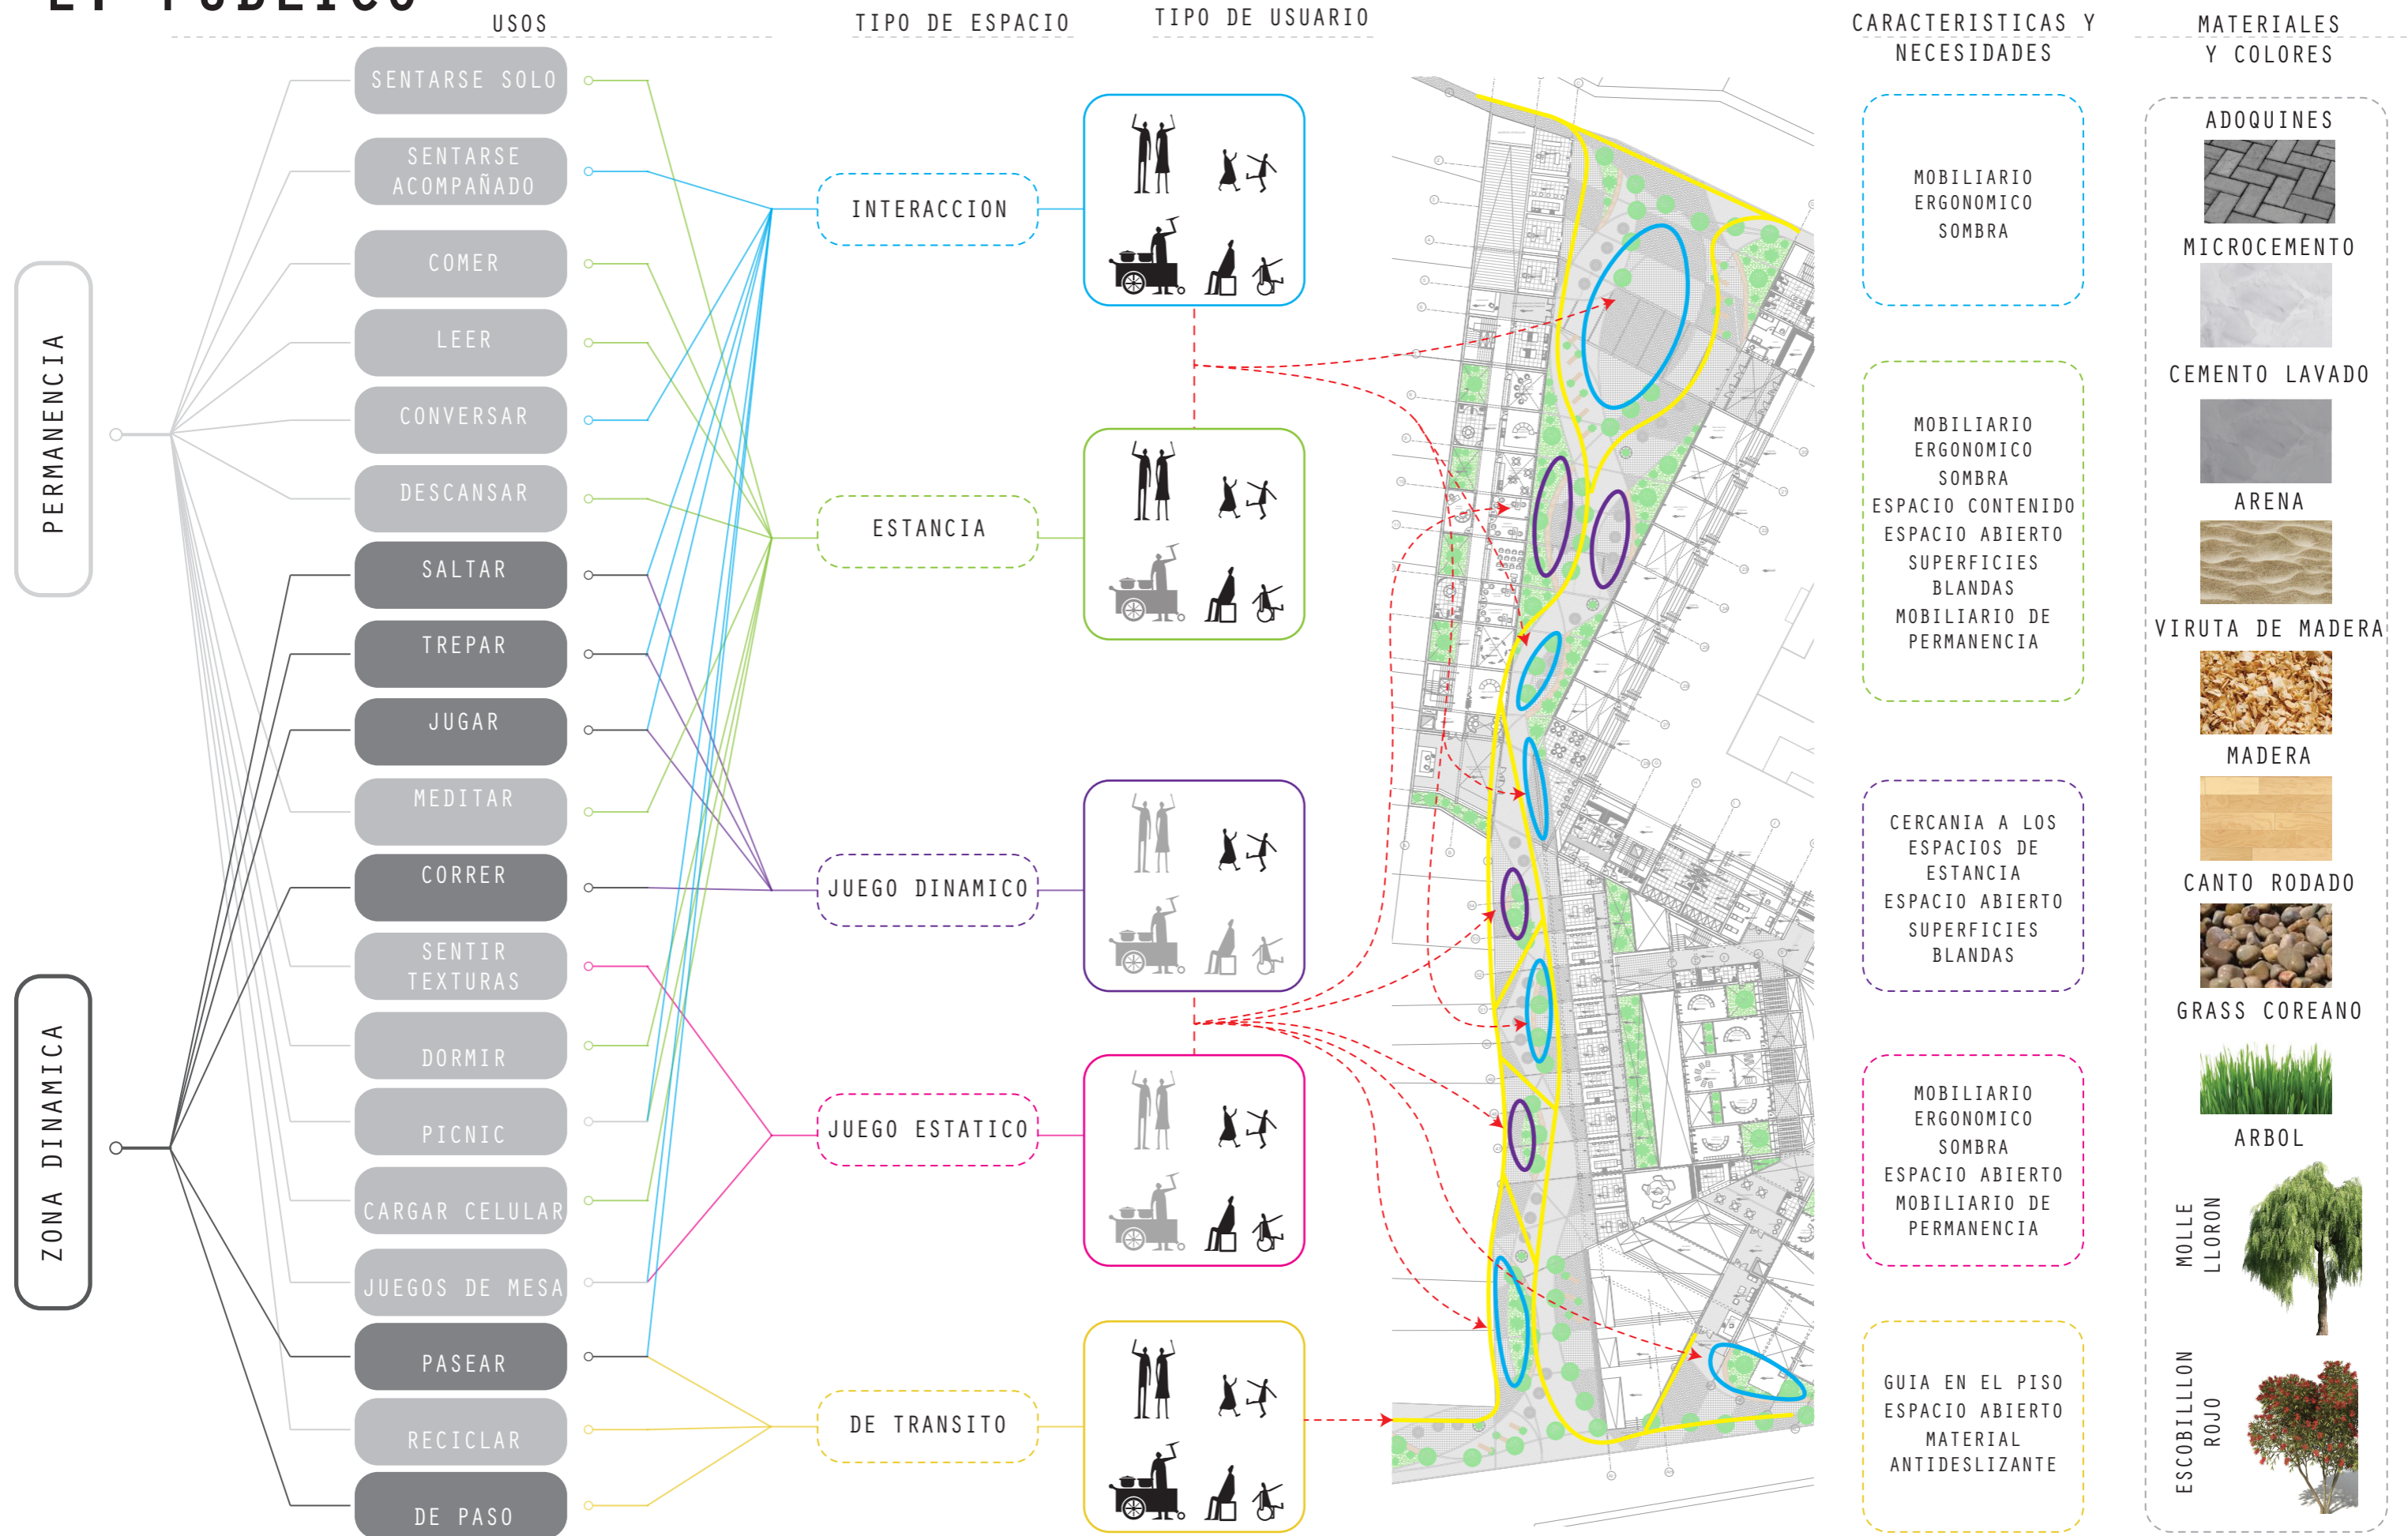 EP PÚBLICO
USOS
SENTARSE SOLO
SENTARSE
ACOMPAÑADO
COMER
LEER
CONVERSAR
DESCANSAR
SALTAR
TREPAR
JUGAR
MEDITAR
CORRER
SENTIR
TEXTURAS
DORMIR
PICNIC
CARGAR CELULAR
JUEGOS DE MESA
PASEAR
RECICLAR
DE PASO
PERMANENCIA
ZONA DINAMICA
TIPO DE ESPACIO
INTERACCION
ESTANCIA
JUEGO DINAMICO
JUEGO ESTATICO
DE TRANSITO
TIPO DE USUARIO
CARACTERISTICAS Y
NECESIDADES
MOBILIARIO
ERGONOMICO
SOMBRA
MOBILIARIO
ERGONOMICO
SOMBRA
ESPACIO CONTENIDO
ESPACIO ABIERTO
SUPERFICIES
BLANDAS
MOBILIARIO DE
PERMANENCIA
CERCANIA A LOS
ESPACIOS DE
ESTANCIA
ESPACIO ABIERTO
SUPERFICIES
BLANDAS
MOBILIARIO
ERGONOMICO
SOMBRA
ESPACIO ABIERTO
MOBILIARIO DE
PERMANENCIA
GUIA EN EL PISO
ESPACIO ABIERTO
MATERIAL
ANTIDESLIZANTE
MATERIALES
Y COLORES
ADOQUINES
MICROCEMENTO
CEMENTO LAVADO
ARENA
VIRUTA DE MADERA
MADERA
CANTO RODADO
GRASS COREANO
ARBOL
MOLLE
LLORON
ESCOBILLLON
ROJO